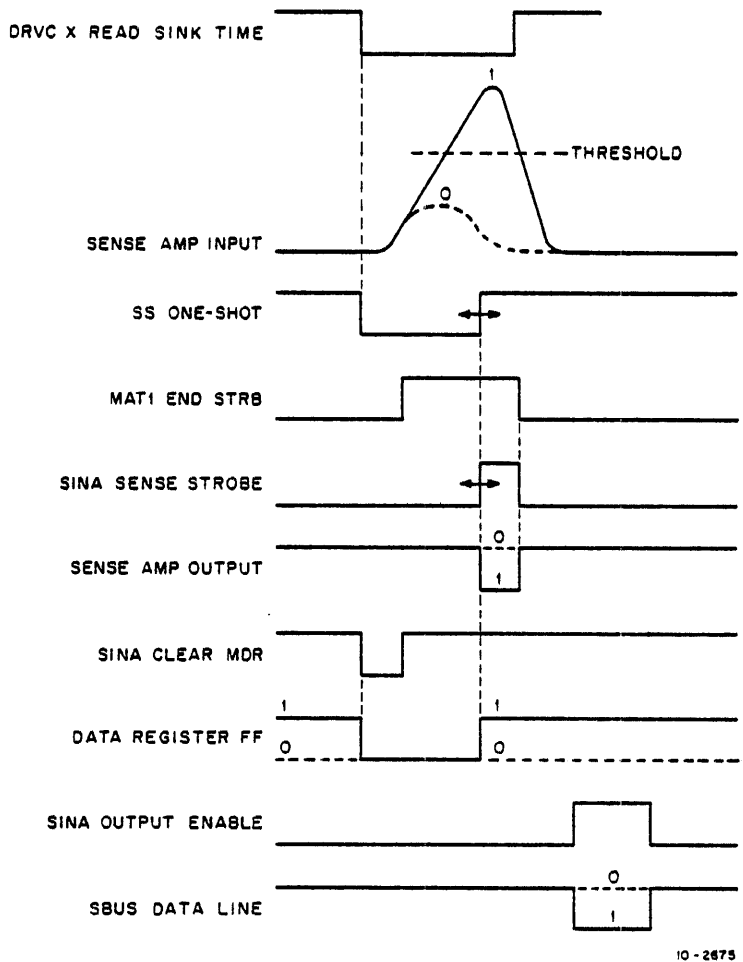 DRVC X READ SINK TIME
1
THRESHOLD
0
SENSE AMP INPUT
SS ONE-SHOT
MAT1 END STRB
SINA SENSE STROBE
0
SENSE AMP OUTPUT
1
SINA CLEAR MDR
1 1
DATA REGISTER FF
0 0
SINA OUTPUT ENABLE
0
SBUS DATA LINE
1
10-2675